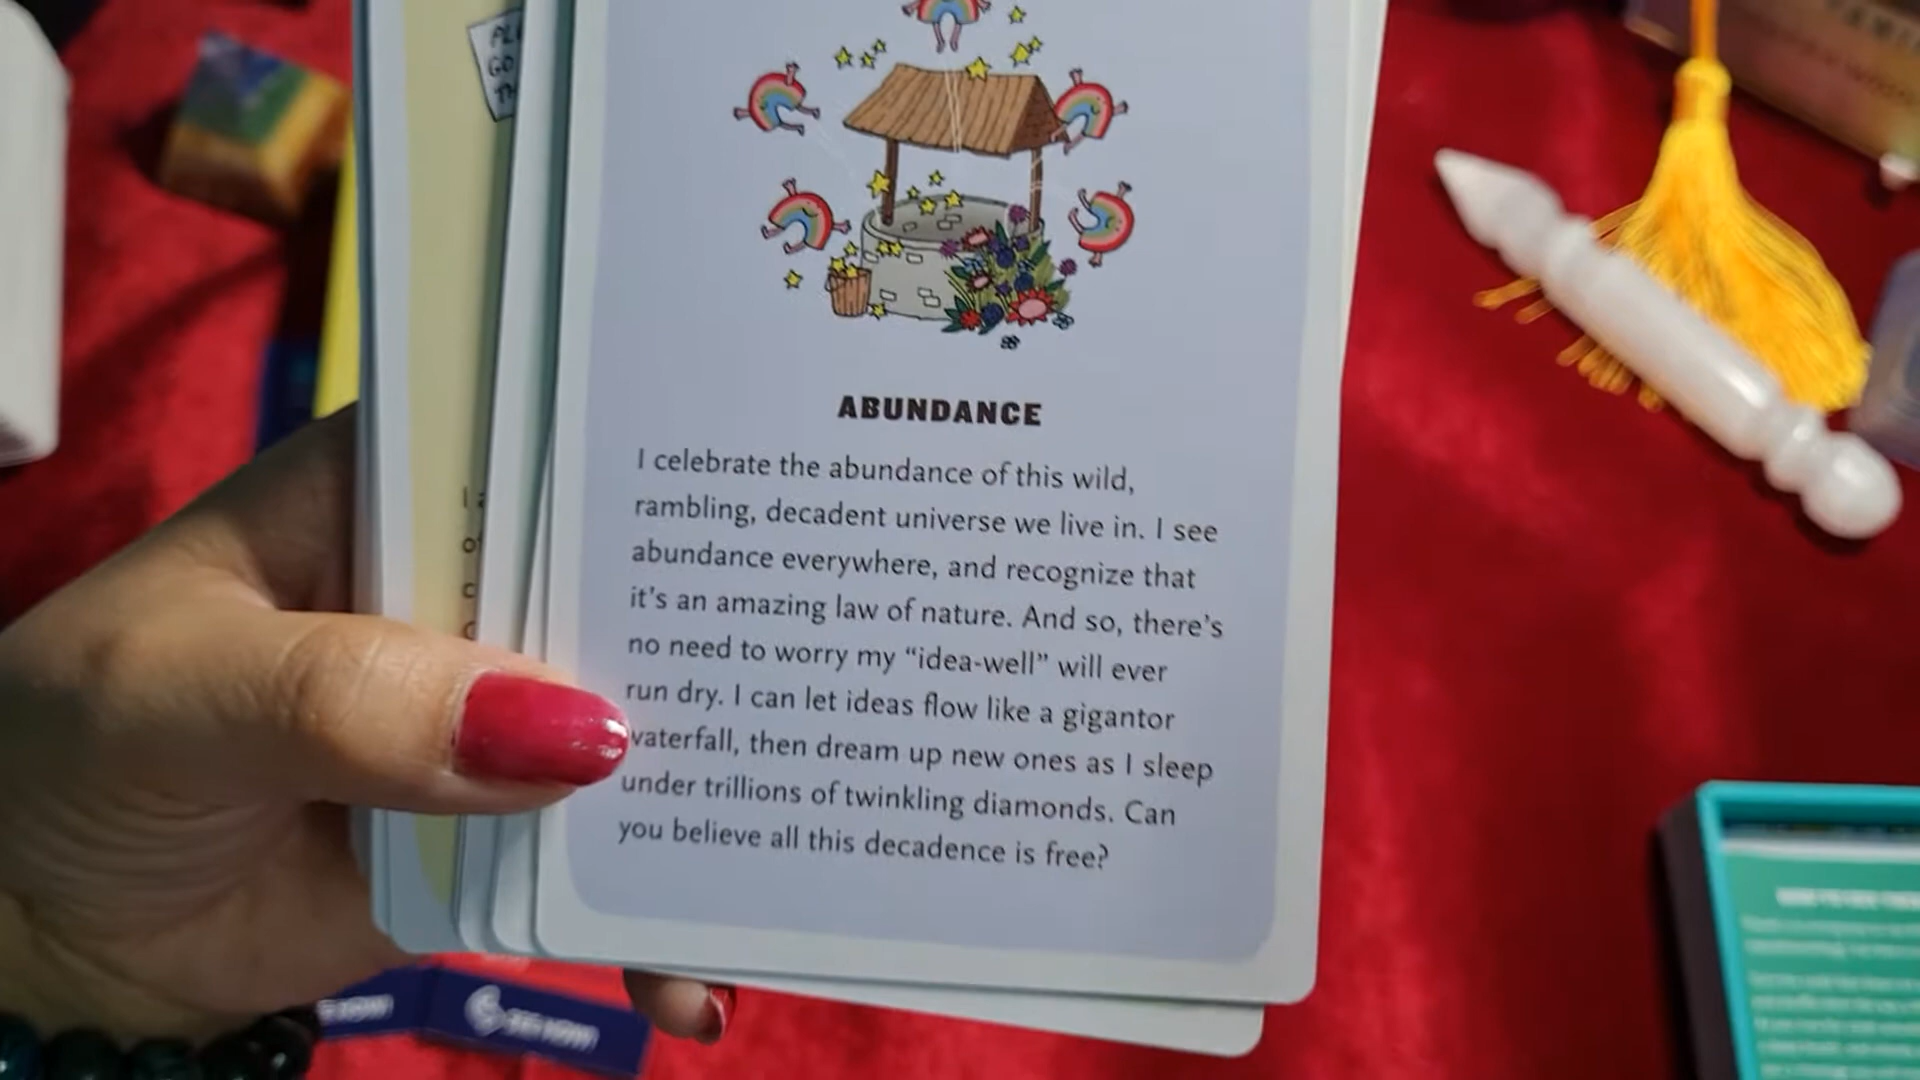 ABUNDANCE
I celebrate the abundance of this wild,
rambling, decadent universe we live in. I see
abundance everywhere, and recognize that
it's an amazing law of nature. And so, there's
no need to worry my “idea-well” will ever
run dry. I can let ideas flow like a gigantor
waterfall, then dream up new ones as I sleep
under trillions of twinkling diamonds. Can
you believe all this decadence is free?